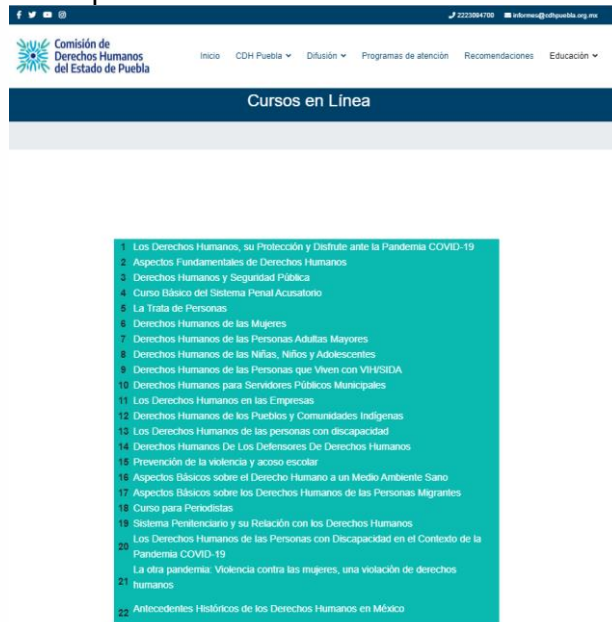 2223094700 informes@cdhpuebla.org.mx
Comisión de
Derechos Humanos
del Estado de Puebla
Inicio CDH Puebla Difusión Programas de atención Recomendaciones Educación
Cursos en Línea
1 Los Derechos Humanos, su Protección y Disfrute ante la Pandemia COVID-19
2 Aspectos Fundamentales de Derechos Humanos
3 Derechos Humanos y Seguridad Pública
4 Curso Básico del Sistema Penal Acusatorio
5 La Trata de Personas
6 Derechos Humanos de las Mujeres
7 Derechos Humanos de las Personas Adultas Mayores
8 Derechos Humanos de las Niñas, Niños y Adolescentes
9 Derechos Humanos de las Personas que Viven con VIH/SIDA
10 Derechos Humanos para Servidores Públicos Municipales
11 Los Derechos Humanos en las Empresas
12 Derechos Humanos de los Pueblos y Comunidades Indígenas
13 Los Derechos Humanos de las personas con discapacidad
14 Derechos Humanos De Los Defensores De Derechos Humanos
15 Prevención de la violencia y acoso escolar
16 Aspectos Básicos sobre el Derecho Humano a un Medio Ambiente Sano
17 Aspectos Básicos sobre los Derechos Humanos de las Personas Migrantes
18 Curso para Periodistas
19 Sistema Penitenciario y su Relación con los Derechos Humanos
20 Los Derechos Humanos de las Personas con Discapacidad en el Contexto de la
Pandemia COVID-19
21 La otra pandemia: Violencia contra las mujeres, una violación de derechos
humanos
22 Antecedentes Históricos de los Derechos Humanos en México